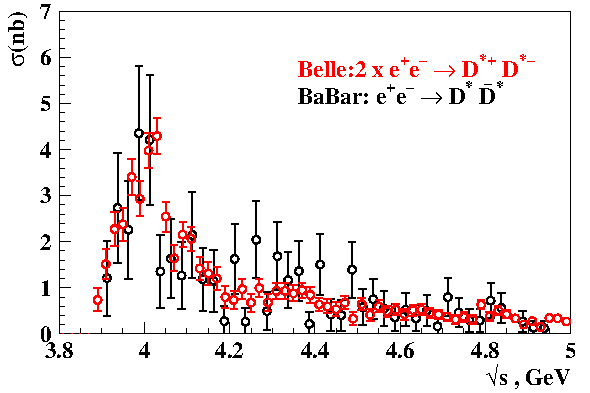 σ(nb)
7
6
5
4
3
2
1
0
Belle:2 x e⁺e⁻ → D*⁺ D*⁻
BaBar: e⁺e⁻ → D* D̄*
3.8 4 4.2 4.4 4.6 4.8 5
√s , GeV